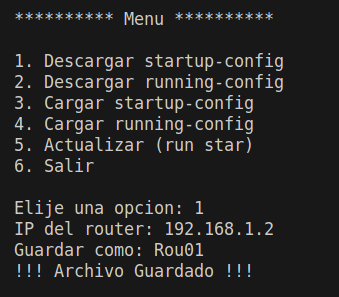 ********** Menu **********
1. Descargar startup-config
2. Descargar running-config
3. Cargar startup-config
4. Cargar running-config
5. Actualizar (run star)
6. Salir
Elije una opcion: 1
IP del router: 192.168.1.2
Guardar como: Rou01
!!! Archivo Guardado !!!